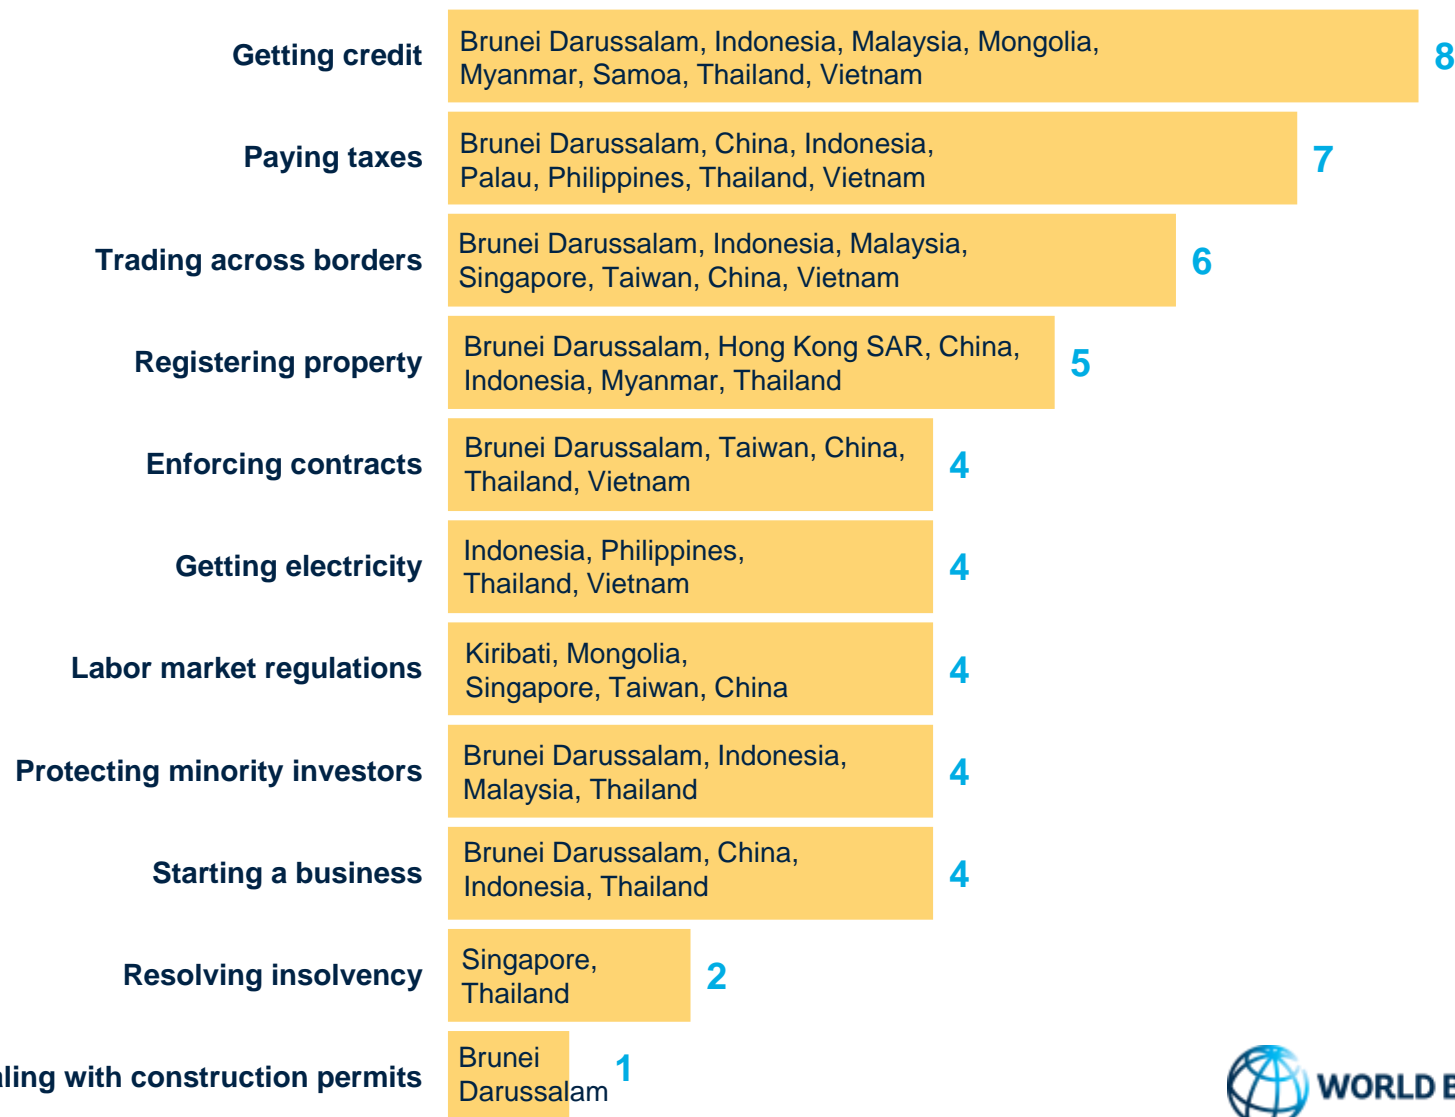 Getting credit
Brunei Darussalam, Indonesia, Malaysia, Mongolia,
Myanmar, Samoa, Thailand, Vietnam
8
Paying taxes
Brunei Darussalam, China, Indonesia,
Palau, Philippines, Thailand, Vietnam
7
Trading across borders
Brunei Darussalam, Indonesia, Malaysia,
Singapore, Taiwan, China, Vietnam
6
Registering property
Brunei Darussalam, Hong Kong SAR, China,
Indonesia, Myanmar, Thailand
5
Enforcing contracts
Brunei Darussalam, Taiwan, China,
Thailand, Vietnam
4
Getting electricity
Indonesia, Philippines,
Thailand, Vietnam
4
Labor market regulations
Kiribati, Mongolia,
Singapore, Taiwan, China
4
Protecting minority investors
Brunei Darussalam, Indonesia,
Malaysia, Thailand
4
Starting a business
Brunei Darussalam, China,
Indonesia, Thailand
4
Resolving insolvency
Singapore,
Thailand
2
with construction permits
Brunei
Darussalam
1
WORLD